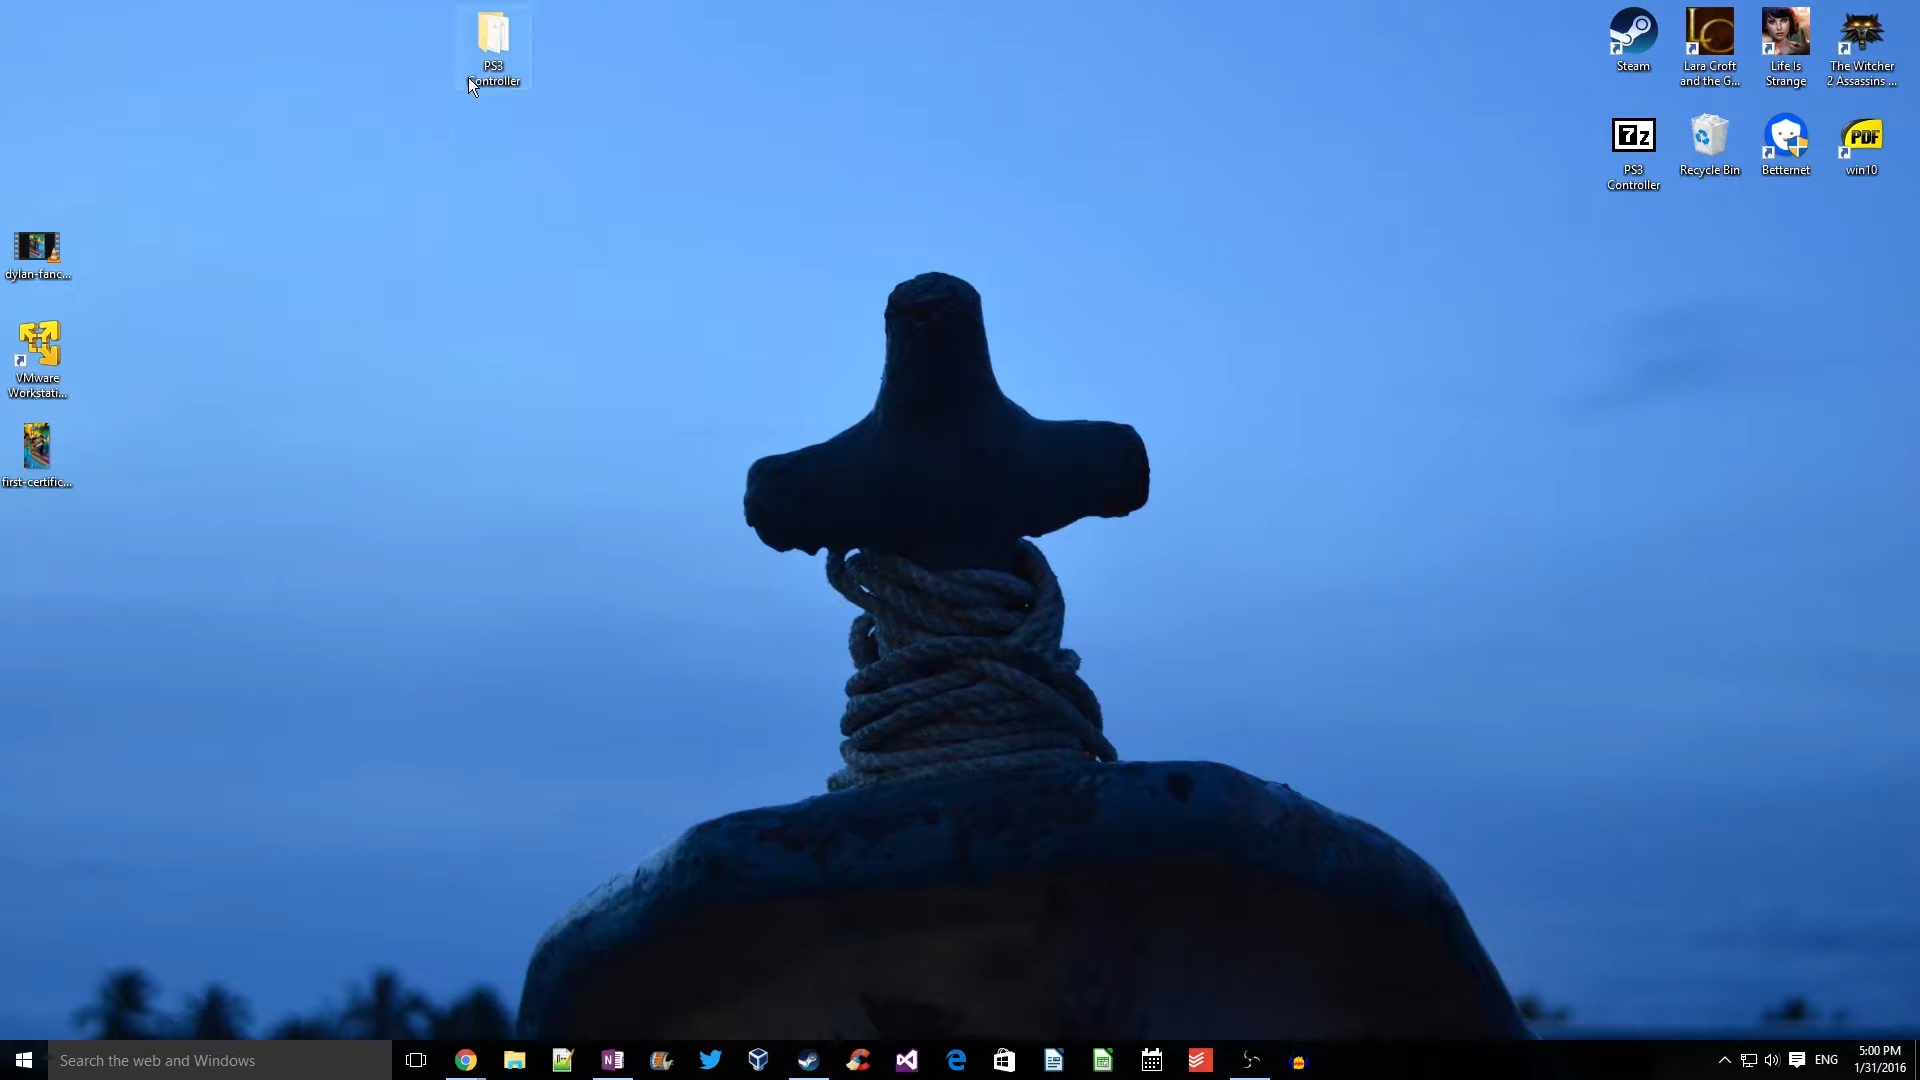 PS3
Controller
Steam
Lara Croft
and the G...
Life Is
Strange
The Witcher
2 Assassins ...
7z
PS3
Controller
Recycle Bin
Betternet
PDF
win10
dylan-fanc...
VMware
Workstati...
first-certific...
Search the web and Windows
ENG
5:00 PM
1/31/2016